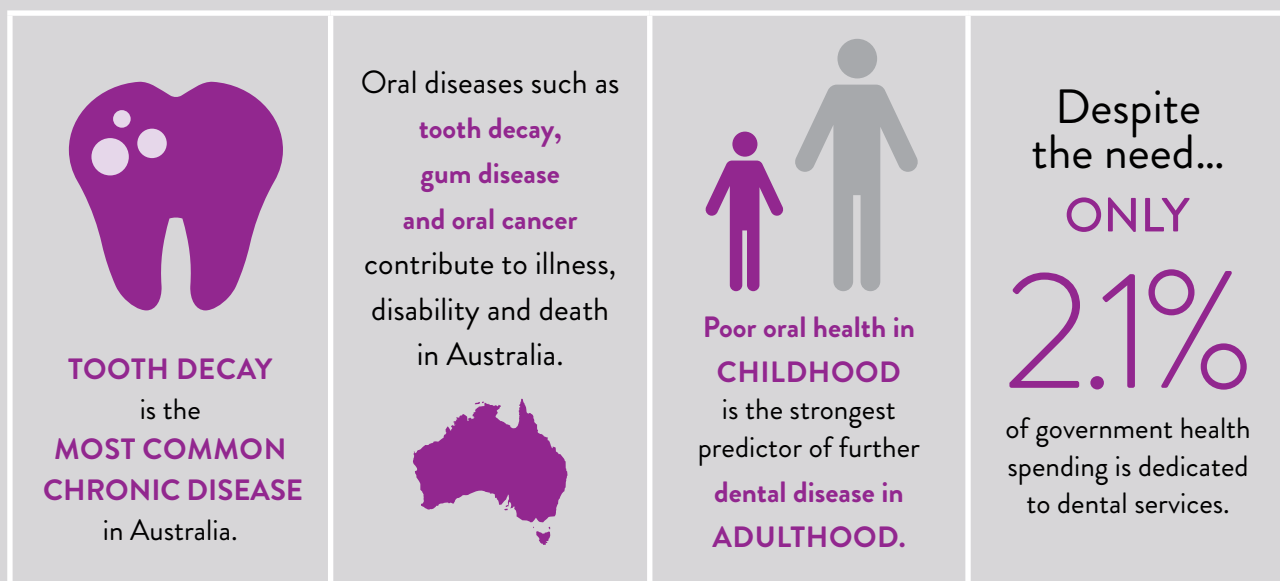 TOOTH DECAY
is the
MOST COMMON
CHRONIC DISEASE
in Australia.
Oral diseases such as
tooth decay,
gum disease
and oral cancer
contribute to illness,
disability and death
in Australia.
Poor oral health in
CHILDHOOD
is the strongest
predictor of further
dental disease in
ADULTHOOD.
Despite
the need...
ONLY
2.1%
of government health
spending is dedicated
to dental services.